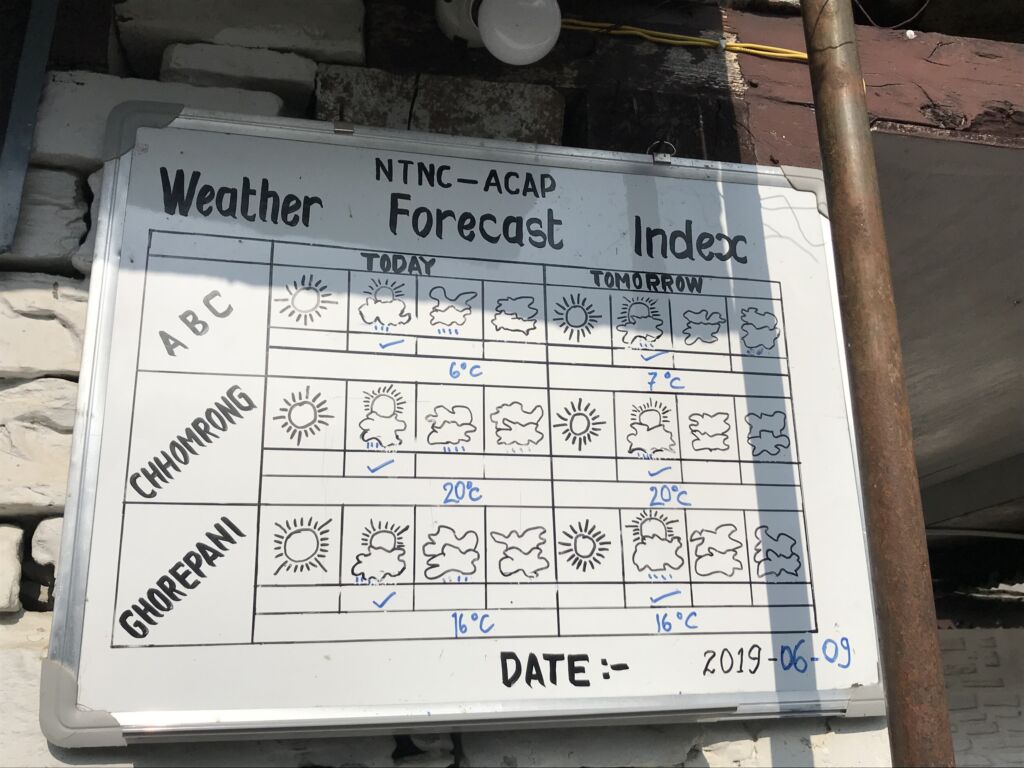 NTNC-ACAP
Weather Forecast Index
TODAY TOMORROW
ABC
✓ ✓
6°C 7°C
CHHOMRONG
✓ ✓
20°C 20°C
GHOREPANI
✓ ✓
16°C 16°C
DATE:- 2019-06-09